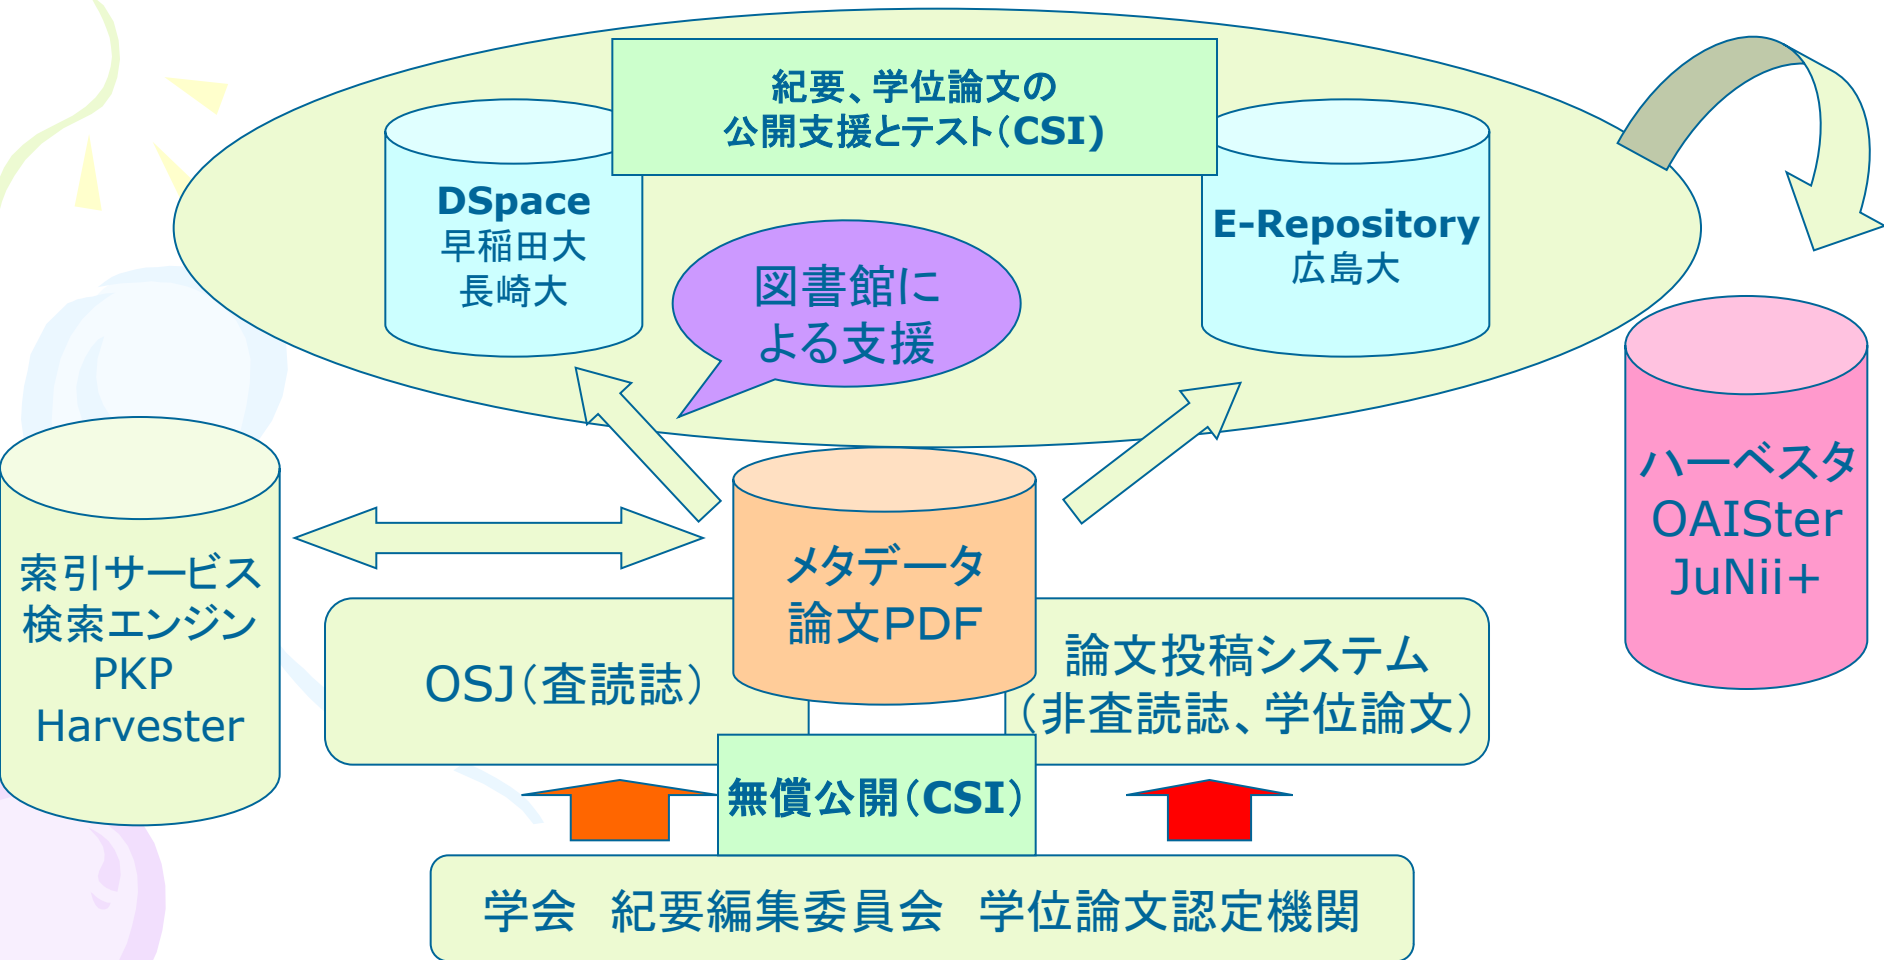 紀要、学位論文の
公開支援とテスト(CSI)
DSpace
早稲田大
長崎大
E-Repository
広島大
図書館に
よる支援
ハーベスタ
OAISter
JuNii+
索引サービス
検索エンジン
PKP
Harvester
メタデータ
論文PDF
OSJ(査読誌)
論文投稿システム
(非査読誌、学位論文)
無償公開(CSI)
学会 紀要編集委員会 学位論文認定機関